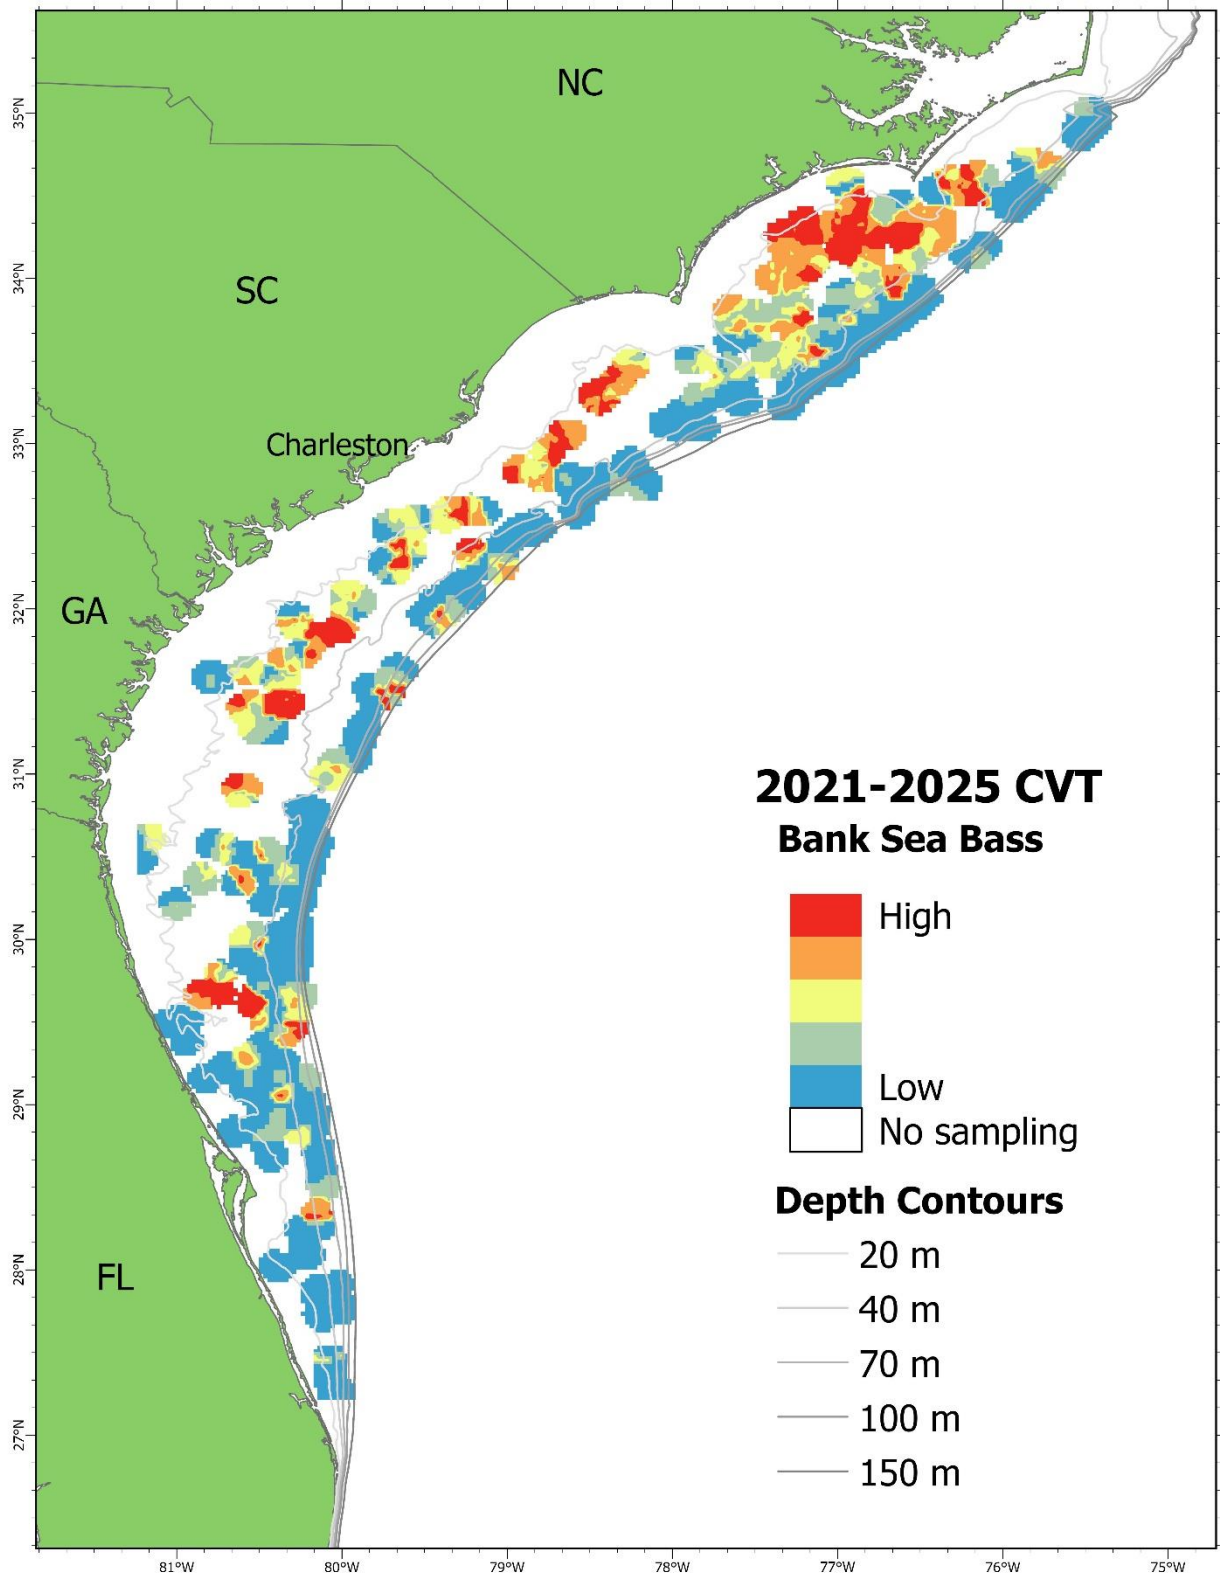 NC
35°N
SC
34°N
Charleston
33°N
GA
32°N
31°N
2021-2025 CVT
Bank Sea Bass
High
Low
No sampling
30°N
29°N
Depth Contours
20 m
40 m
70 m
100 m
150 m
FL
28°N
27°N
81°W 80°W 79°W 78°W 77°W 76°W 75°W